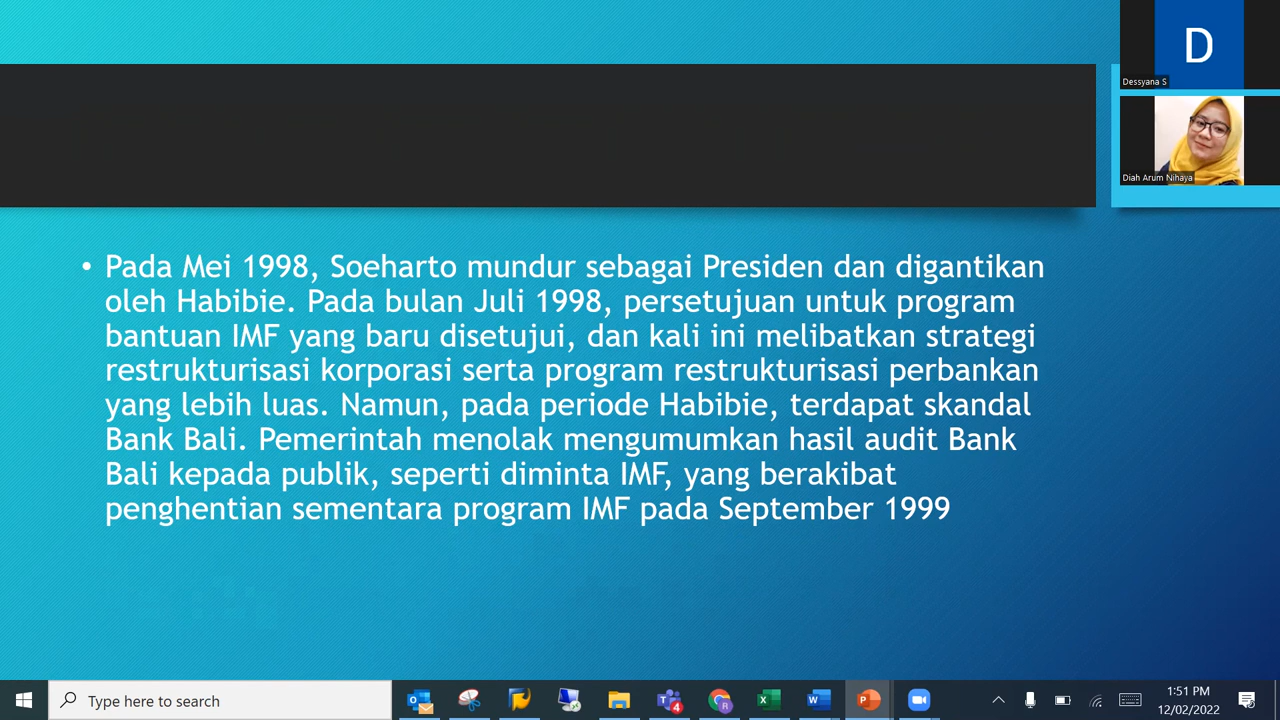 D
Dessyana S
Diah Arum Nihaya
• Pada Mei 1998, Soeharto mundur sebagai Presiden dan digantikan
oleh Habibie. Pada bulan Juli 1998, persetujuan untuk program
bantuan IMF yang baru disetujui, dan kali ini melibatkan strategi
restrukturisasi korporasi serta program restrukturisasi perbankan
yang lebih luas. Namun, pada periode Habibie, terdapat skandal
Bank Bali. Pemerintah menolak mengumumkan hasil audit Bank
Bali kepada publik, seperti diminta IMF, yang berakibat
penghentian sementara program IMF pada September 1999
Type here to search
4
R
1:51 PM
12/02/2022